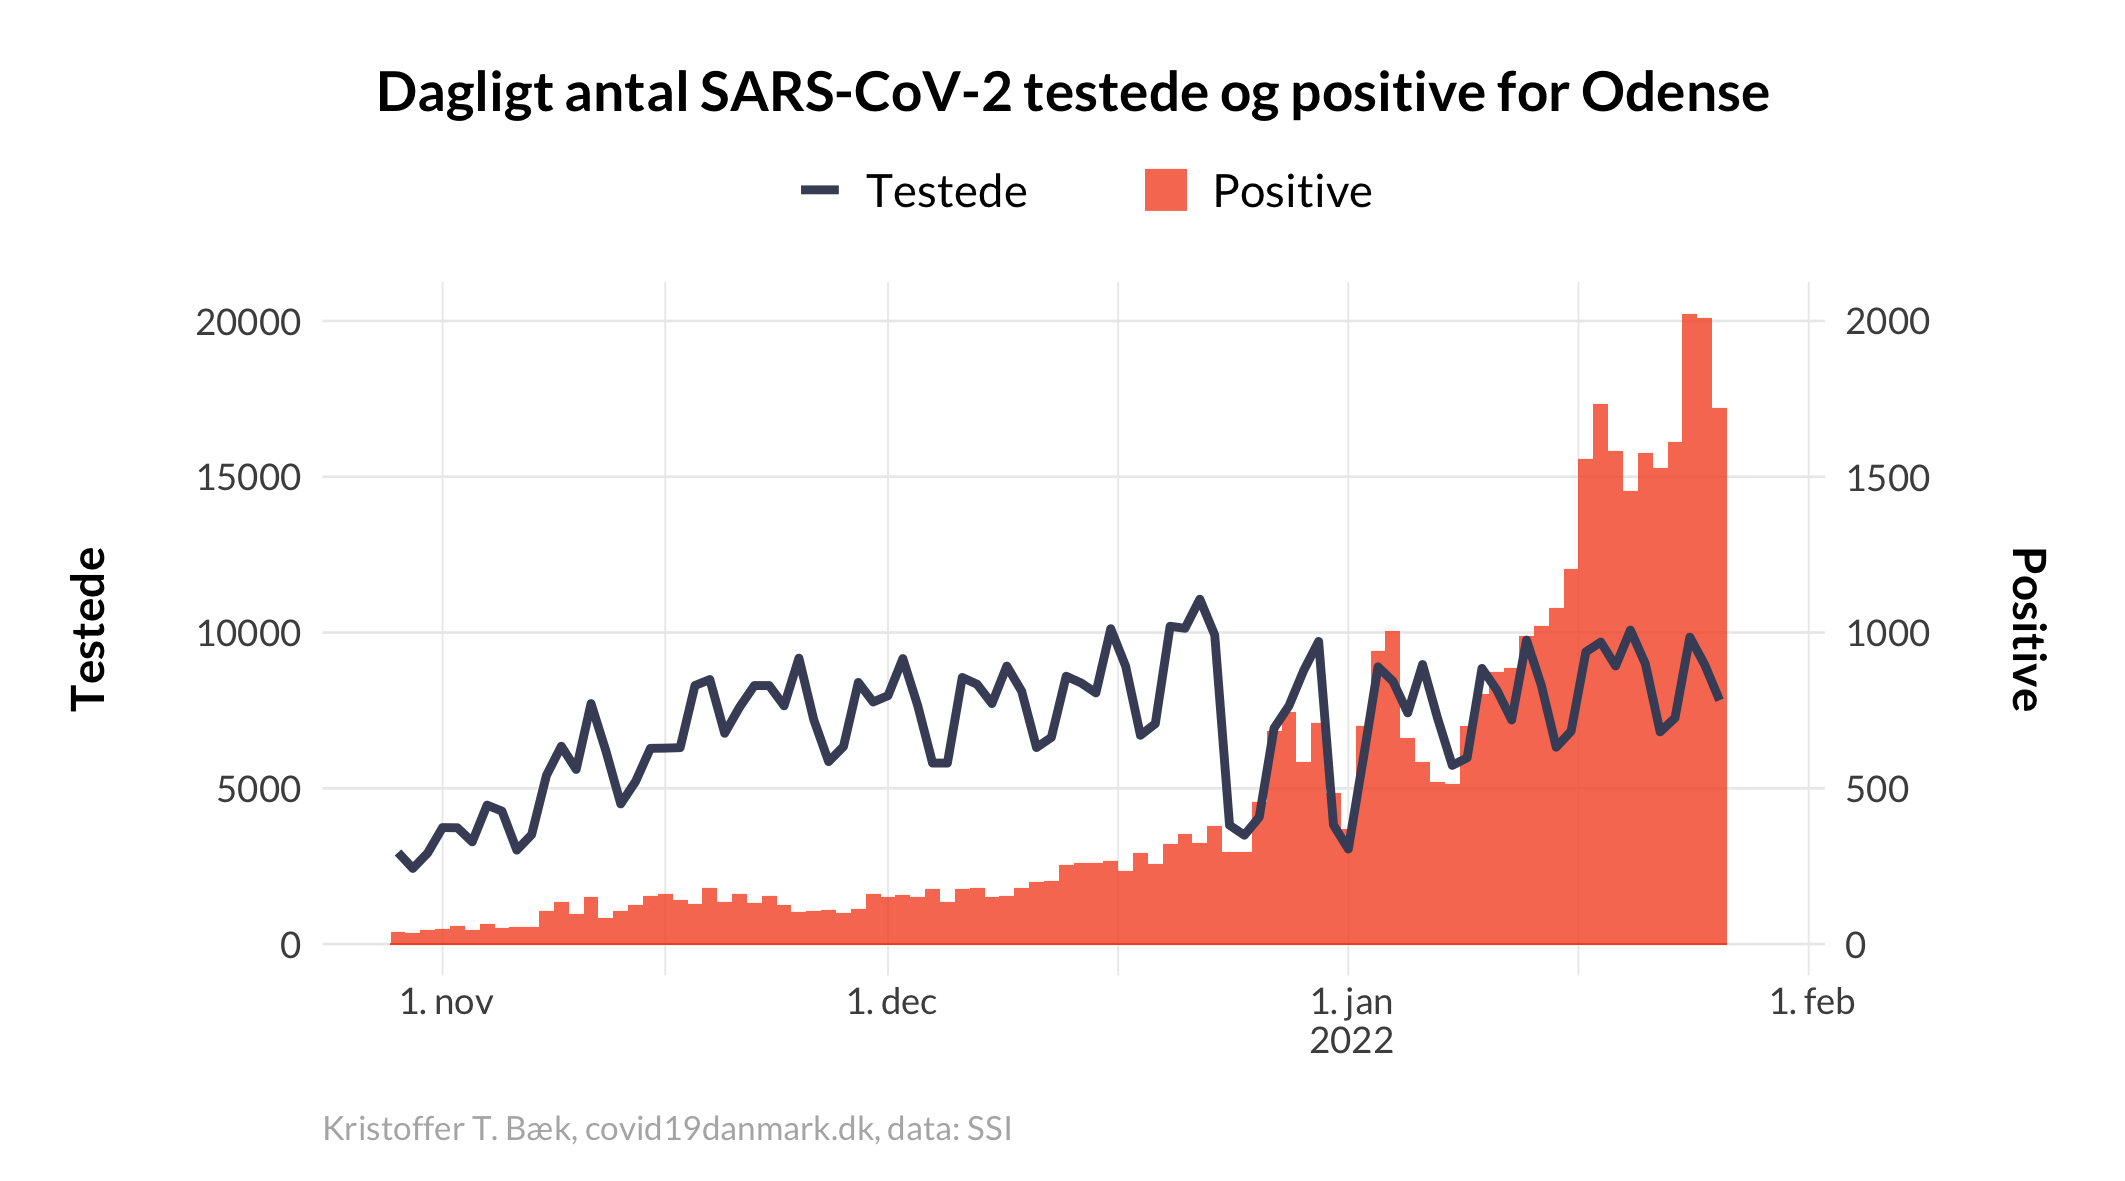 Dagligt antal SARS-CoV-2 testede og positive for Odense
Testede
Positive
20000
15000
10000
5000
0
Testede
2000
1500
1000
500
0
Positive
1. nov
1. dec
1. jan
2022
1. feb
Kristoffer T. Bæk, covid19danmark.dk, data: SSI